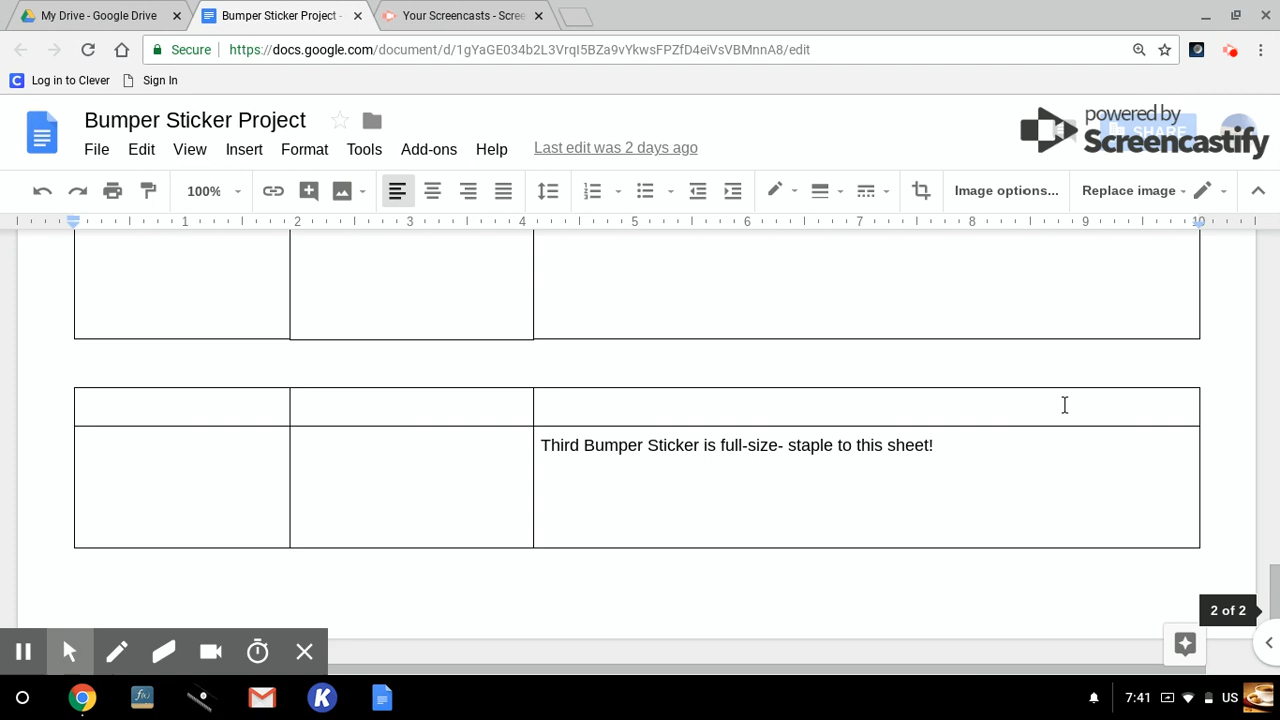 My Drive - Google Drive
Bumper Sticker Project -
Your Screencasts - Scree
Secure
https://docs.google.com/document/d/1gYaGE034b2L3VrqI5BZa9vYkwsFPZfD4eiVsVBMnnA8/edit
Log in to Clever
Sign In
Bumper Sticker Project
powered by
Screencastify
SHARE
File Edit View Insert Format Tools Add-ons Help
Last edit was 2 days ago
100%
Image options...
Replace image
1 2 3 4 5 6 7 8 9 10
Third Bumper Sticker is full-size- staple to this sheet!
2 of 2
K
7:41
US